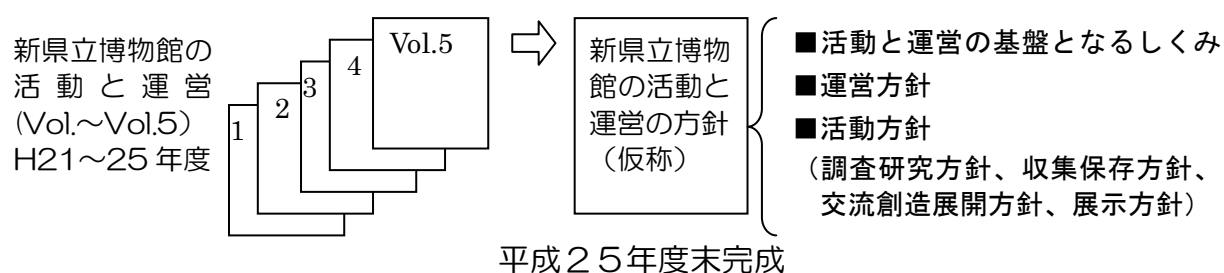 新県立博物館の
活動と運営
(Vol.～Vol.5)
H21～25年度
1
2
3
4
Vol.5
新県立博物
館の活動と
運営の方針
（仮称）
■活動と運営の基盤となるしくみ
■運営方針
■活動方針
（調査研究方針、収集保存方針、
交流創造展開方針、展示方針）
平成２５年度末完成